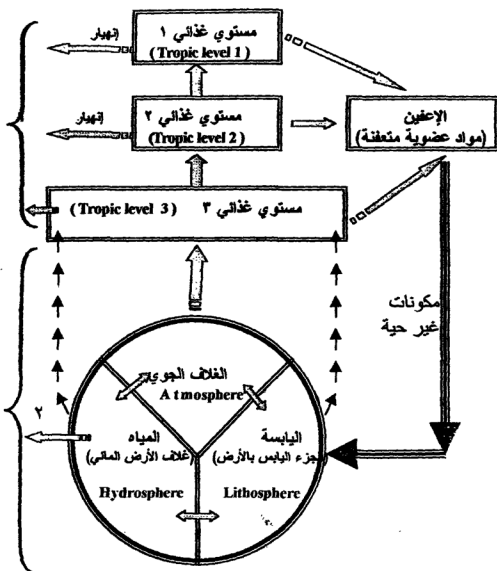 مستوي غذائي ١
(Tropic level 1)
إنهيار
مستوي غذائي ٢
(Tropic level 2)
إنهيار
الإعفين
(مواد عضوية متعفنة)
مستوي غذائي ٣ (Tropic level 3)
مكونات
غير حية
الغلاف الجوي
Atmosphere
٢
المياه
(غلاف الأرض المائي)
Hydrosphere
اليابسة
(الجزء اليابس بالأرض)
Lithosphere